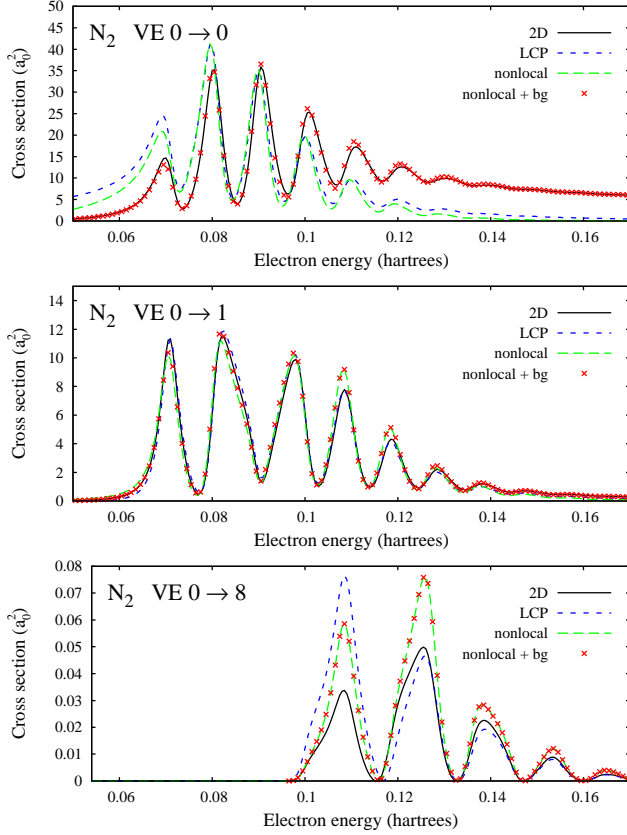 N₂ VE 0 → 0
2D
LCP
nonlocal
nonlocal + bg
Cross section (a₀²)
50
45
40
35
30
25
20
15
10
5
0
0.06 0.08 0.1 0.12 0.14 0.16
Electron energy (hartrees)
N₂ VE 0 → 1
2D
LCP
nonlocal
nonlocal + bg
Cross section (a₀²)
14
12
10
8
6
4
2
0
0.06 0.08 0.1 0.12 0.14 0.16
Electron energy (hartrees)
N₂ VE 0 → 8
2D
LCP
nonlocal
nonlocal + bg
Cross section (a₀²)
0.08
0.07
0.06
0.05
0.04
0.03
0.02
0.01
0
0.06 0.08 0.1 0.12 0.14 0.16
Electron energy (hartrees)